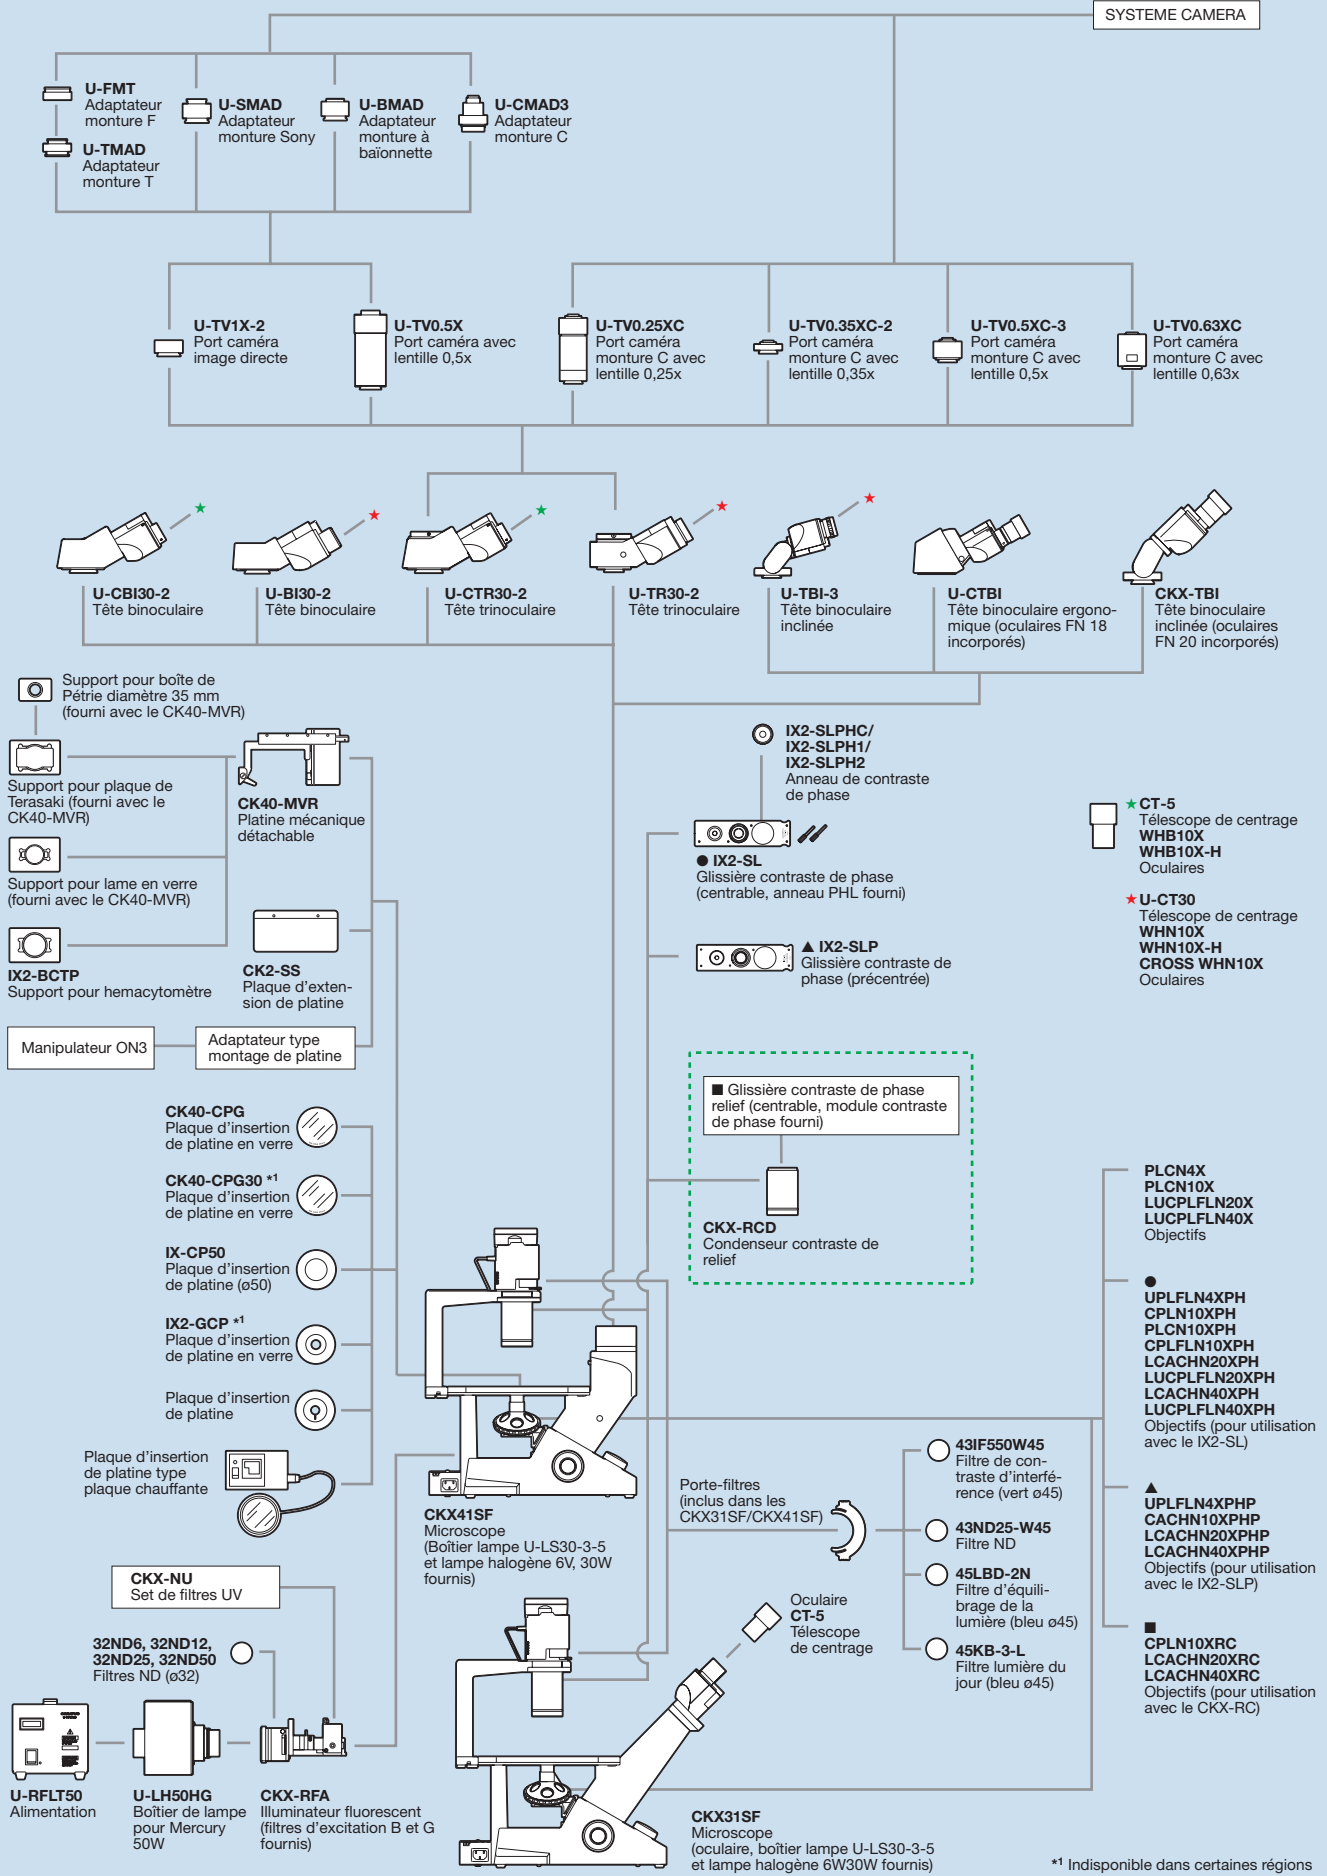 SYSTEME CAMERA
U-FMT
Adaptateur
monture F
U-TMAD
Adaptateur
monture T
U-SMAD
Adaptateur
monture Sony
U-BMAD
Adaptateur
monture à
baïonnette
U-CMAD3
Adaptateur
monture C
U-TV1X-2
Port caméra
image directe
U-TV0.5X
Port caméra avec
lentille 0,5x
U-TV0.25XC
Port caméra
monture C avec
lentille 0,25x
U-TV0.35XC-2
Port caméra
monture C avec
lentille 0,35x
U-TV0.5XC-3
Port caméra
monture C avec
lentille 0,5x
U-TV0.63XC
Port caméra
monture C avec
lentille 0,63x
★
★
★
★
★
U-CBI30-2
Tête binoculaire
U-BI30-2
Tête binoculaire
U-CTR30-2
Tête trinoculaire
U-TR30-2
Tête trinoculaire
U-TBI-3
Tête binoculaire
inclinée
U-CTBI
Tête binoculaire ergono-
mique (oculaires FN 18
incorporés)
CKX-TBI
Tête binoculaire
inclinée (oculaires
FN 20 incorporés)
Support pour boîte de
Pétrie diamètre 35 mm
(fourni avec le CK40-MVR)
Support pour plaque de
Terasaki (fourni avec le
CK40-MVR)
Support pour lame en verre
(fourni avec le CK40-MVR)
IX2-BCTP
Support pour hemacytomètre
CK40-MVR
Platine mécanique
détachable
CK2-SS
Plaque d'exten-
sion de platine
Manipulateur ON3
Adaptateur type
montage de platine
IX2-SLPHC/
IX2-SLPH1/
IX2-SLPH2
Anneau de contraste
de phase
● IX2-SL
Glissière contraste de phase
(centrable, anneau PHL fourni)
▲ IX2-SLP
Glissière contraste de
phase (précentrée)
★ CT-5
Télescope de centrage
WHB10X
WHB10X-H
Oculaires
★ U-CT30
Télescope de centrage
WHN10X
WHN10X-H
CROSS WHN10X
Oculaires
■ Glissière contraste de phase
relief (centrable, module contraste
de phase fourni)
CKX-RCD
Condenseur contraste de
relief
CK40-CPG
Plaque d'insertion
de platine en verre
CK40-CPG30 *1
Plaque d'insertion
de platine en verre
IX-CP50
Plaque d'insertion
de platine (ø50)
IX2-GCP *1
Plaque d'insertion
de platine en verre
Plaque d'insertion
de platine
Plaque d'insertion
de platine type
plaque chauffante
CKX41SF
Microscope
(Boîtier lampe U-LS30-3-5
et lampe halogène 6V, 30W
fournis)
PLCN4X
PLCN10X
LUCPLFLN20X
LUCPLFLN40X
Objectifs
●
UPLFLN4XPH
CPLN10XPH
PLCN10XPH
CPLFLN10XPH
LCACHN20XPH
LUCPLFLN20XPH
LCACHN40XPH
LUCPLFLN40XPH
Objectifs (pour utilisation
avec le IX2-SL)
▲
UPLFLN4XPHP
CACHN10XPHP
LCACHN20XPHP
LCACHN40XPHP
Objectifs (pour utilisation
avec le IX2-SLP)
■
CPLN10XRC
LCACHN20XRC
LCACHN40XRC
Objectifs (pour utilisation
avec le CKX-RC)
Porte-filtres
(inclus dans les
CKX31SF/CKX41SF)
43IF550W45
Filtre de con-
traste d'interfé-
rence (vert ø45)
43ND25-W45
Filtre ND
45LBD-2N
Filtre d'équili-
brage de la
lumière (bleu ø45)
45KB-3-L
Filtre lumière du
jour (bleu ø45)
CKX-NU
Set de filtres UV
32ND6, 32ND12,
32ND25, 32ND50
Filtres ND (ø32)
Oculaire
CT-5
Télescope
de centrage
U-RFLT50
Alimentation
U-LH50HG
Boîtier de lampe
pour Mercury
50W
CKX-RFA
Illuminateur fluorescent
(filtres d'excitation B et G
fournis)
CKX31SF
Microscope
(oculaire, boîtier lampe U-LS30-3-5
et lampe halogène 6W30W fournis)
*1 Indisponible dans certaines régions